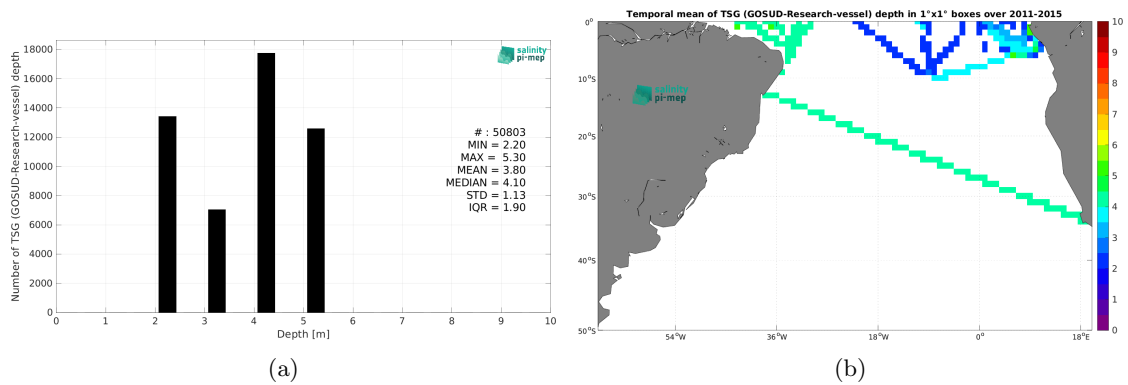 18000
16000
14000
12000
10000
8000
6000
4000
2000
0
Number of TSG (GOSUD-Research-vessel) depth
salinity
pi-mep
# : 50803
MIN = 2.20
MAX = 5.30
MEAN = 3.80
MEDIAN = 4.10
STD = 1.13
IQR = 1.90
0 1 2 3 4 5 6 7 8 9 10
Depth [m]
(a)
Temporal mean of TSG (GOSUD-Research-vessel) depth in 1°x1° boxes over 2011-2015
0°
10°S
20°S
30°S
40°S
50°S
salinity
pi-mep
54°W 36°W 18°W 0° 18°E
10
9
8
7
6
5
4
3
2
1
0
(b)